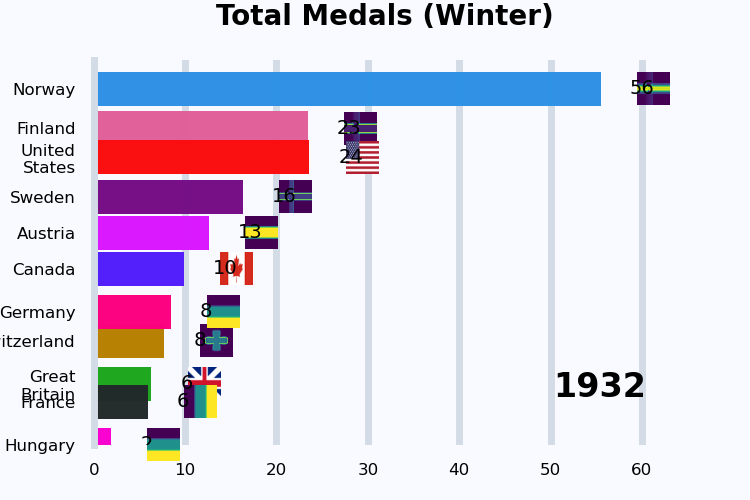 Total Medals (Winter)
Norway 56
Finland 23
United
States 24
Sweden 16
Austria 13
Canada 10
Germany 8
itzerland 8
Great
Britain 6
France 6
1932
Hungary 2
0 10 20 30 40 50 60